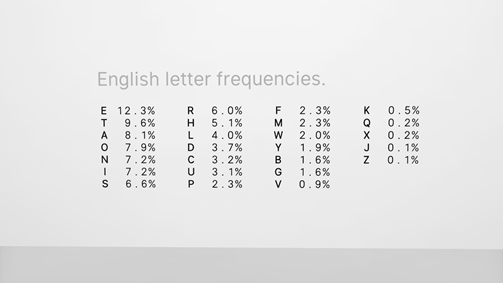 English letter frequencies.
E 12.3% R 6.0% F 2.3% K 0.5%
T 9.6% H 5.1% M 2.3% Q 0.2%
A 8.1% L 4.0% W 2.0% X 0.2%
O 7.9% D 3.7% Y 1.9% J 0.1%
N 7.2% C 3.2% B 1.6% Z 0.1%
I 7.2% U 3.1% G 1.6%
S 6.6% P 2.3% V 0.9%